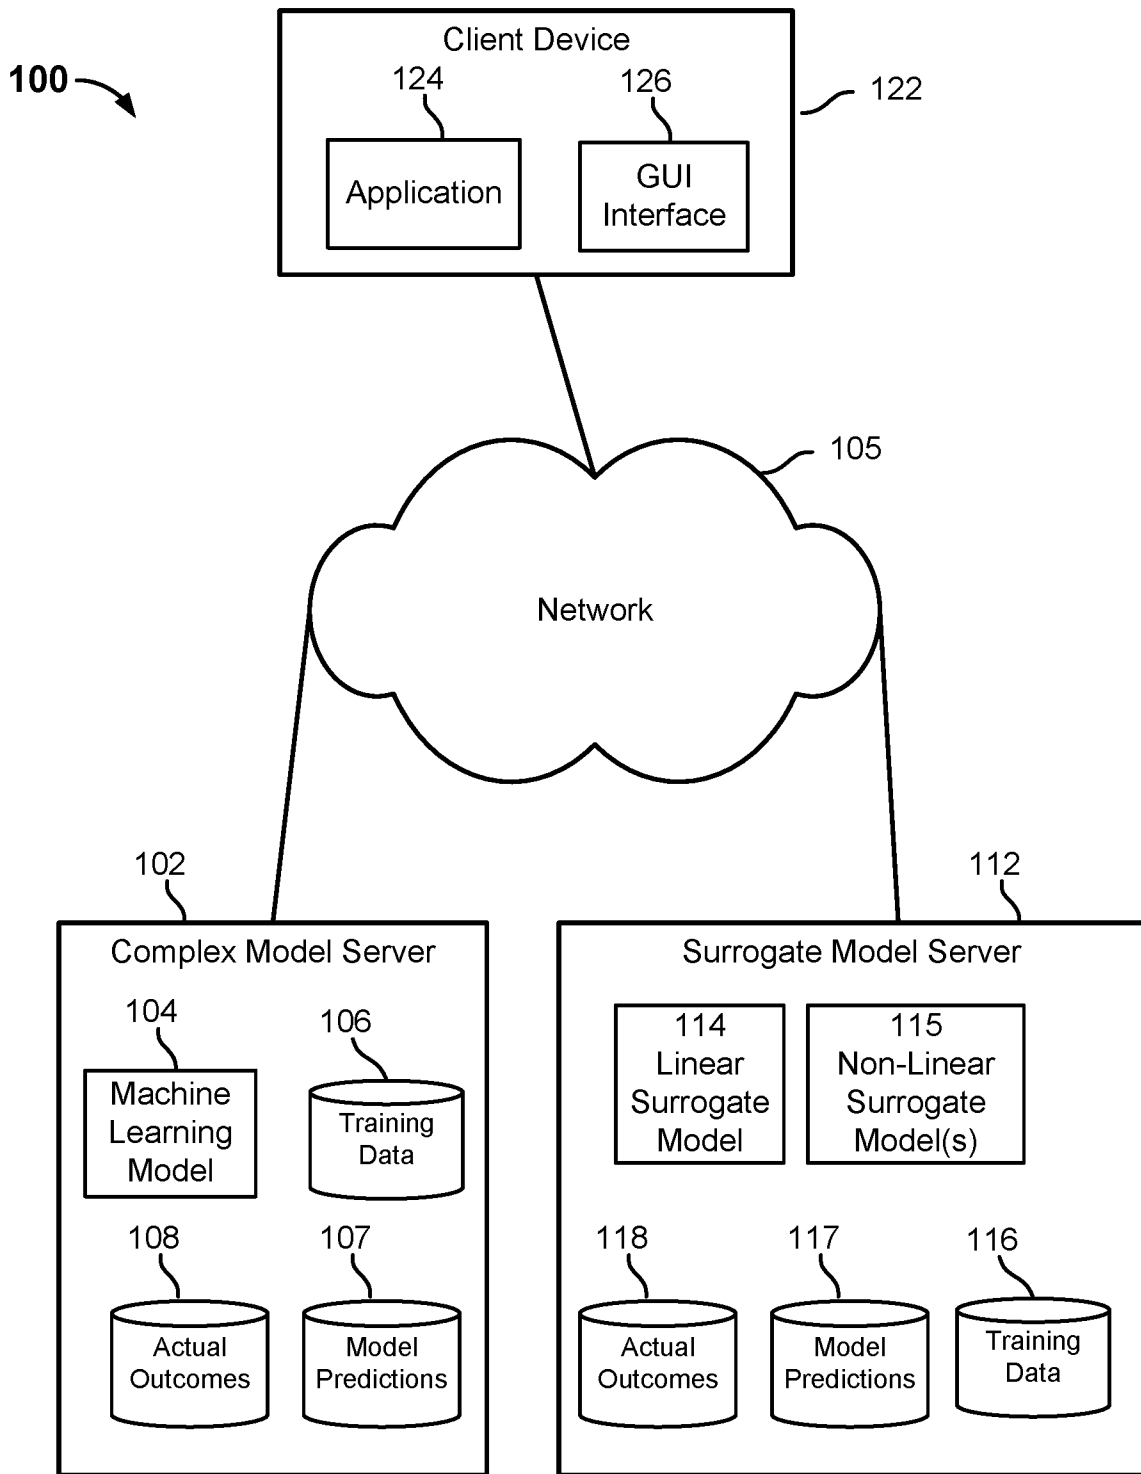 Client Device
100
124
126
122
Application
GUI
Interface
105
Network
102
112
Complex Model Server
Surrogate Model Server
104
106
Machine
Learning
Model
Training
Data
114
Linear
Surrogate
Model
115
Non-Linear
Surrogate
Model(s)
108
107
Actual
Outcomes
Model
Predictions
118
117
116
Actual
Outcomes
Model
Predictions
Training
Data